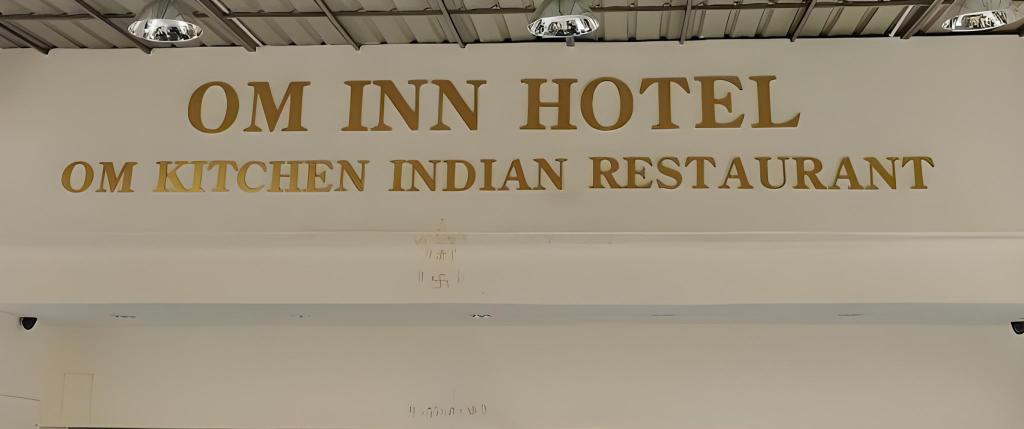 OM INN HOTEL
OM KITCHEN INDIAN RESTAURANT